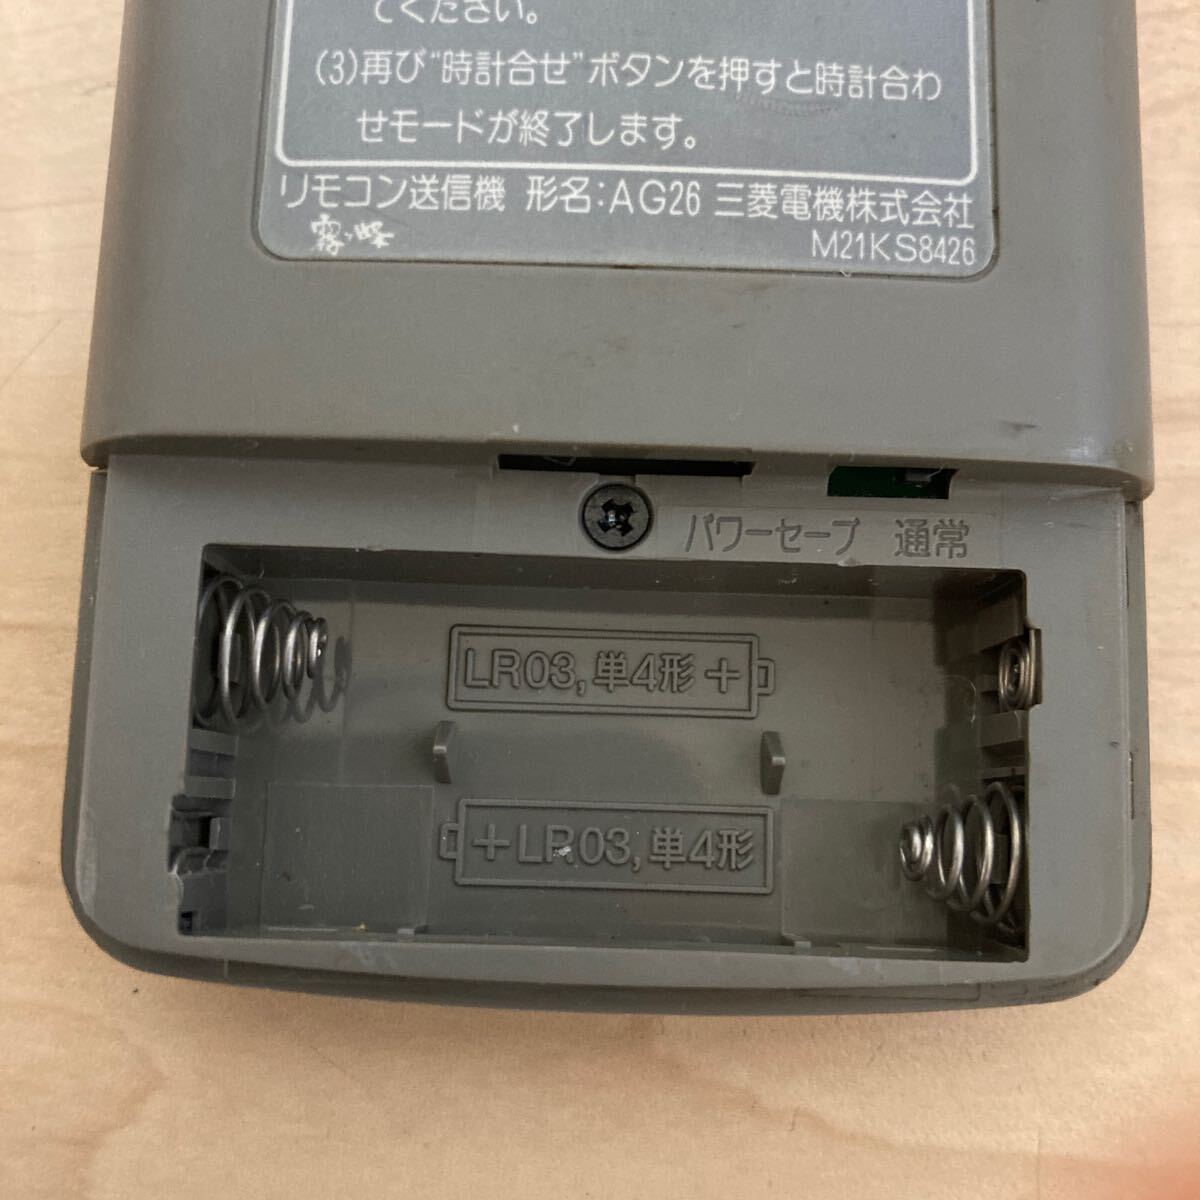 てください。
(3)再び“時計合せ”ボタンを押すと時計合わ
せモードが終了します。
リモコン送信機 形名:AG26 三菱電機株式会社
霧ヶ峰
M21KS8426
パワーセーブ 通常
LR03,単4形 +
+ LR03,単4形